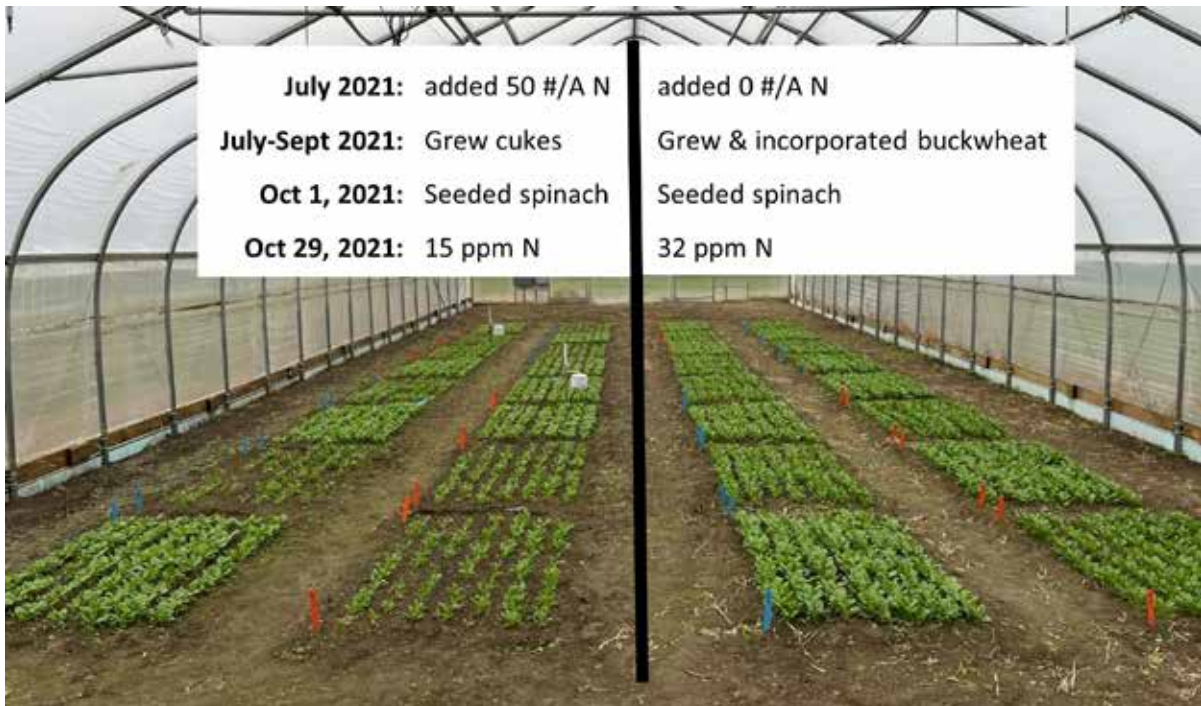 July 2021: added 50 #/A N added 0 #/A N
July-Sept 2021: Grew cukes Grew & incorporated buckwheat
Oct 1, 2021: Seeded spinach Seeded spinach
Oct 29, 2021: 15 ppm N 32 ppm N